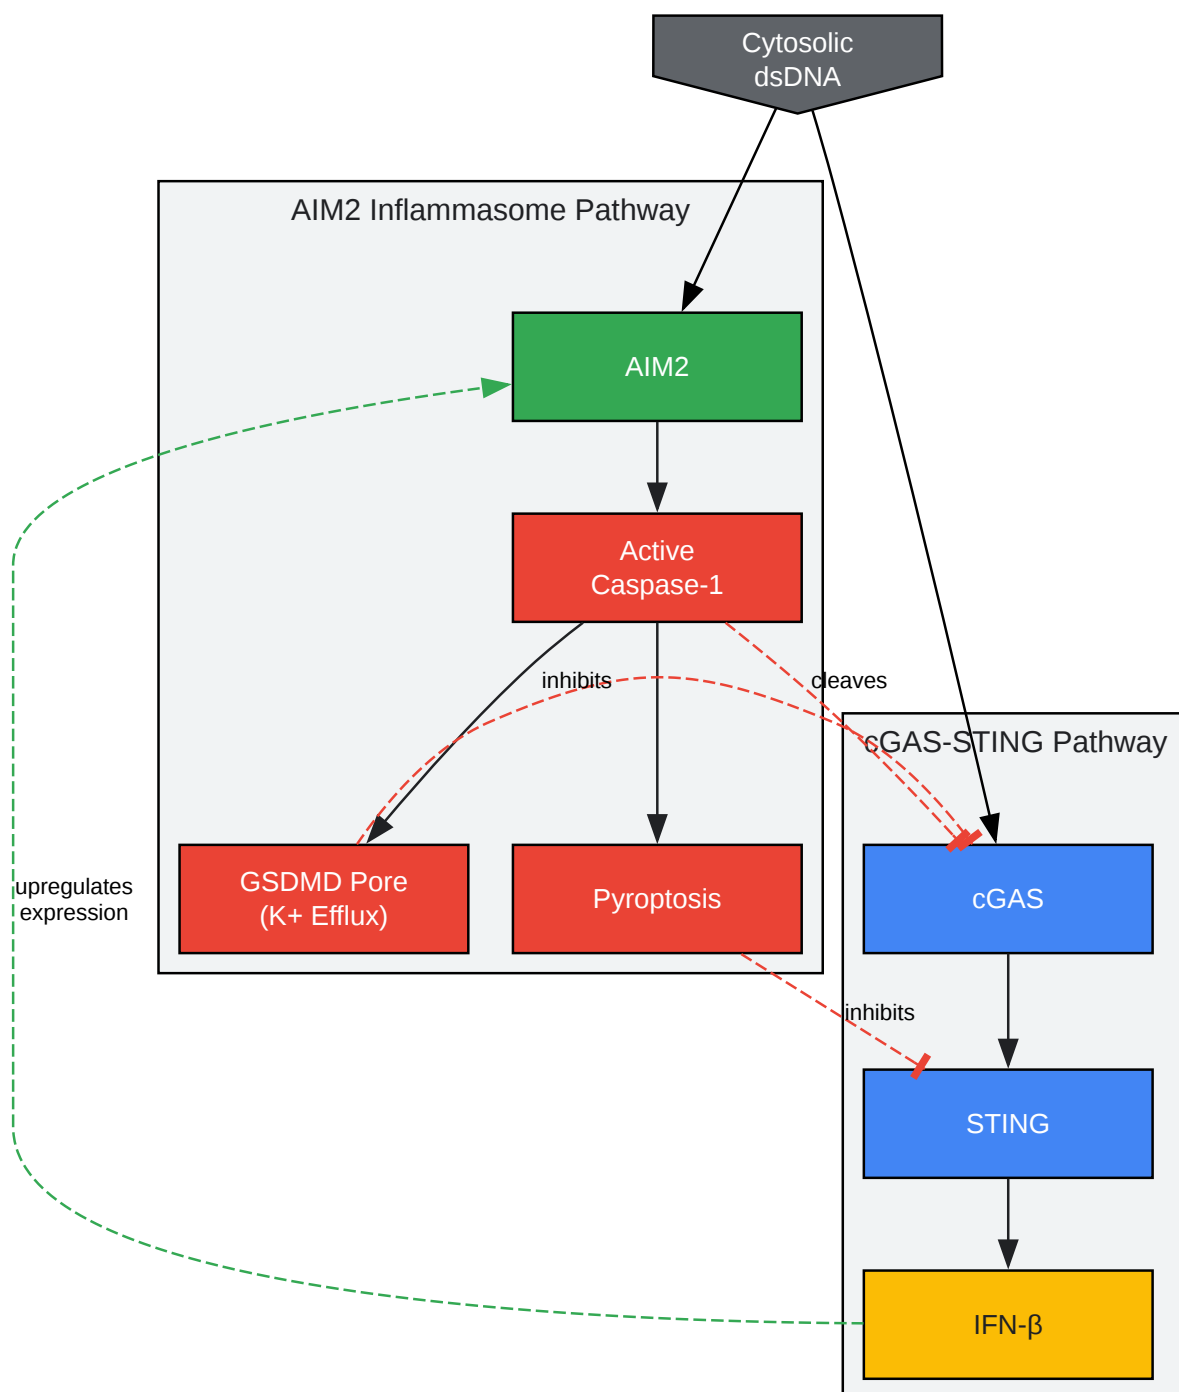 Cytosolic
dsDNA
AIM2 Inflammasome Pathway
AIM2
Active
Caspase-1
inhibits
cleaves
cGAS-STING Pathway
GSDMD Pore
(K+ Efflux)
Pyroptosis
cGAS
upregulates
expression
inhibits
STING
IFN-β